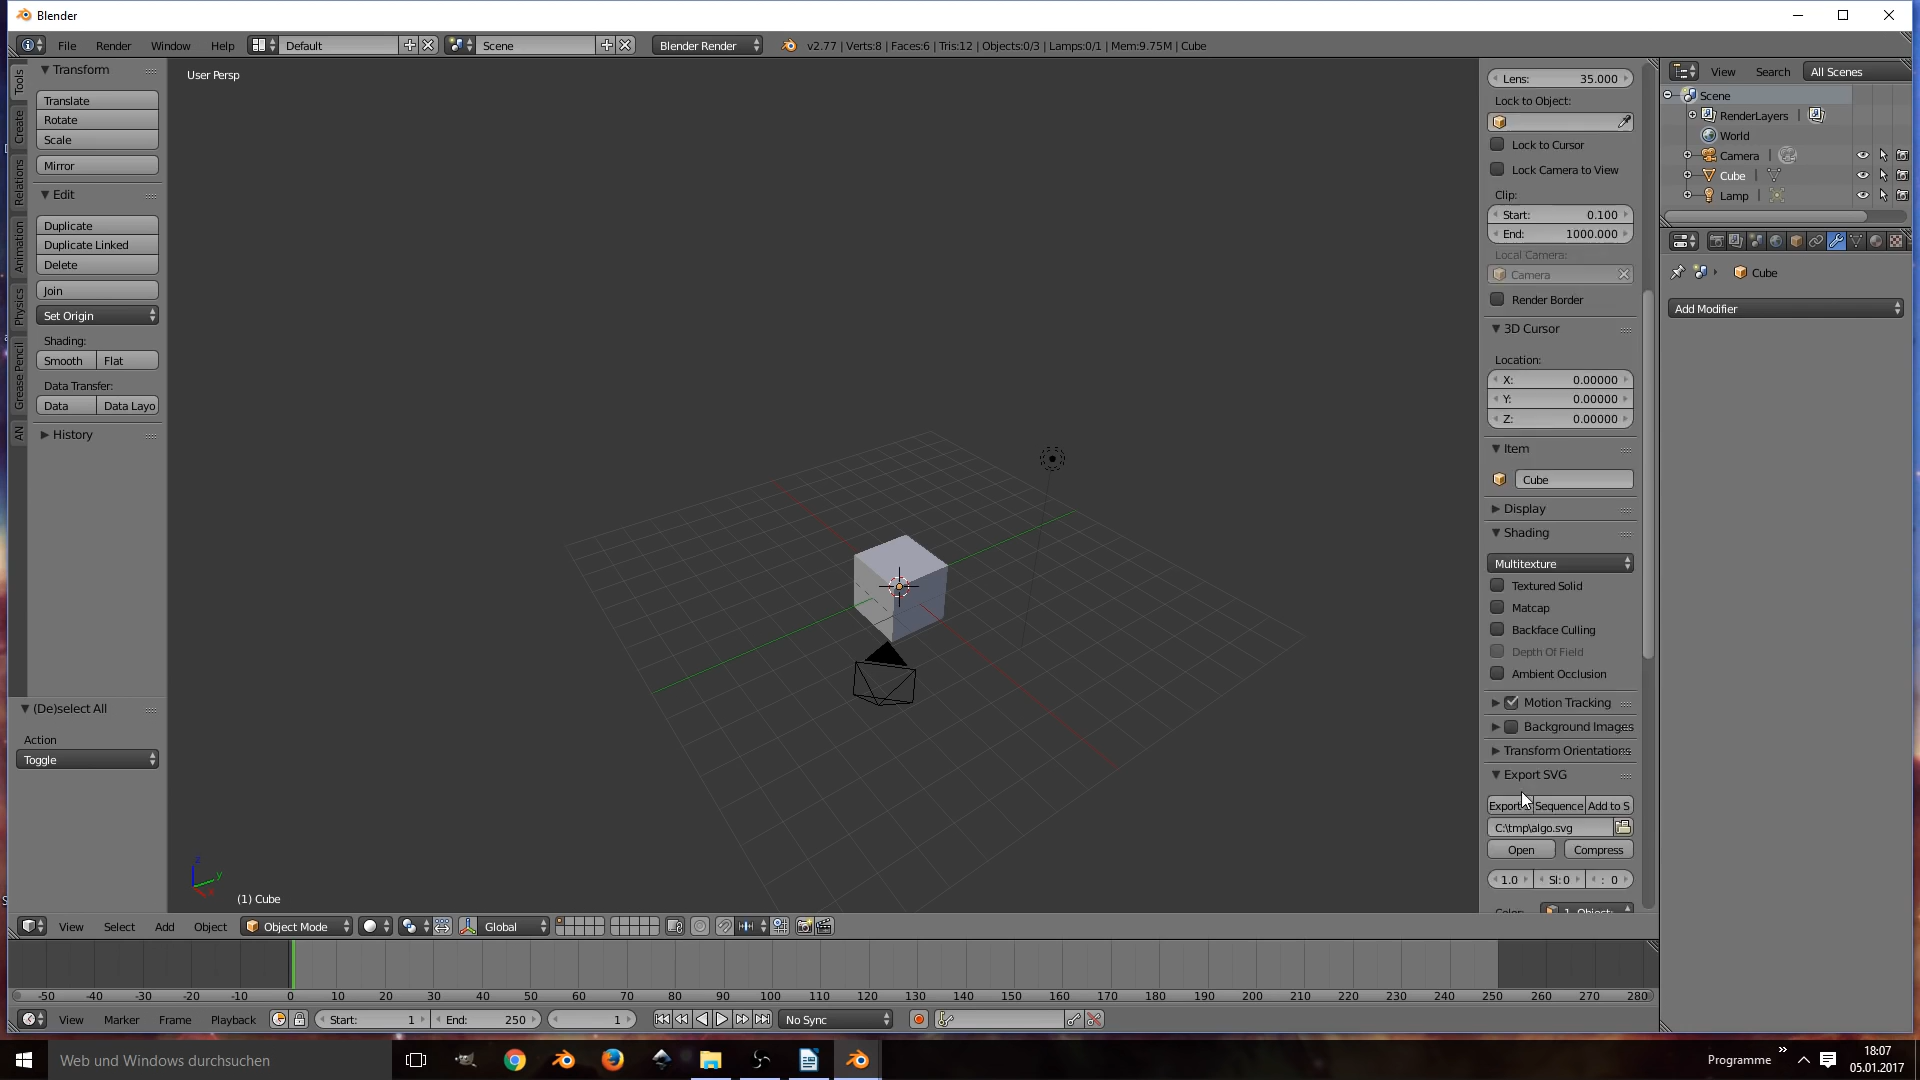 Blender
File Render Window Help Default Scene Blender Render v2.77 | Verts:8 | Faces:6 | Tris:12 | Objects:0/3 | Lamps:0/1 | Mem:9.75M | Cube
Tools
Create
Relations
Animation
Physics
Grease Pencil
AN
Transform
Translate
Rotate
Scale
Mirror
Edit
Duplicate
Duplicate Linked
Delete
Join
Set Origin
Shading:
Smooth Flat
Data Transfer:
Data Data Layo
History
(De)select All
Action
Toggle
User Persp
z
y
x
(1) Cube
Lens: 35.000
Lock to Object:
Lock to Cursor
Lock Camera to View
Clip:
Start: 0.100
End: 1000.000
Local Camera:
Camera
Render Border
3D Cursor
Location:
X: 0.00000
Y: 0.00000
Z: 0.00000
Item
Cube
Display
Shading
Multitexture
Textured Solid
Matcap
Backface Culling
Depth Of Field
Ambient Occlusion
Motion Tracking
Background Images
Transform Orientations
Export SVG
Export Sequence Add to S
C:\tmp\algo.svg
Open Compress
1.0 Sl: 0 : 0
View Search All Scenes
Scene
RenderLayers
World
Camera
Cube
Lamp
Cube
Add Modifier
View Select Add Object Object Mode Global
-50 -40 -30 -20 -10 0 10 20 30 40 50 60 70 80 90 100 110 120 130 140 150 160 170 180 190 200 210 220 230 240 250 260 270 280
View Marker Frame Playback Start: 1 End: 250 1 No Sync
Web und Windows durchsuchen
Programme
18:07
05.01.2017